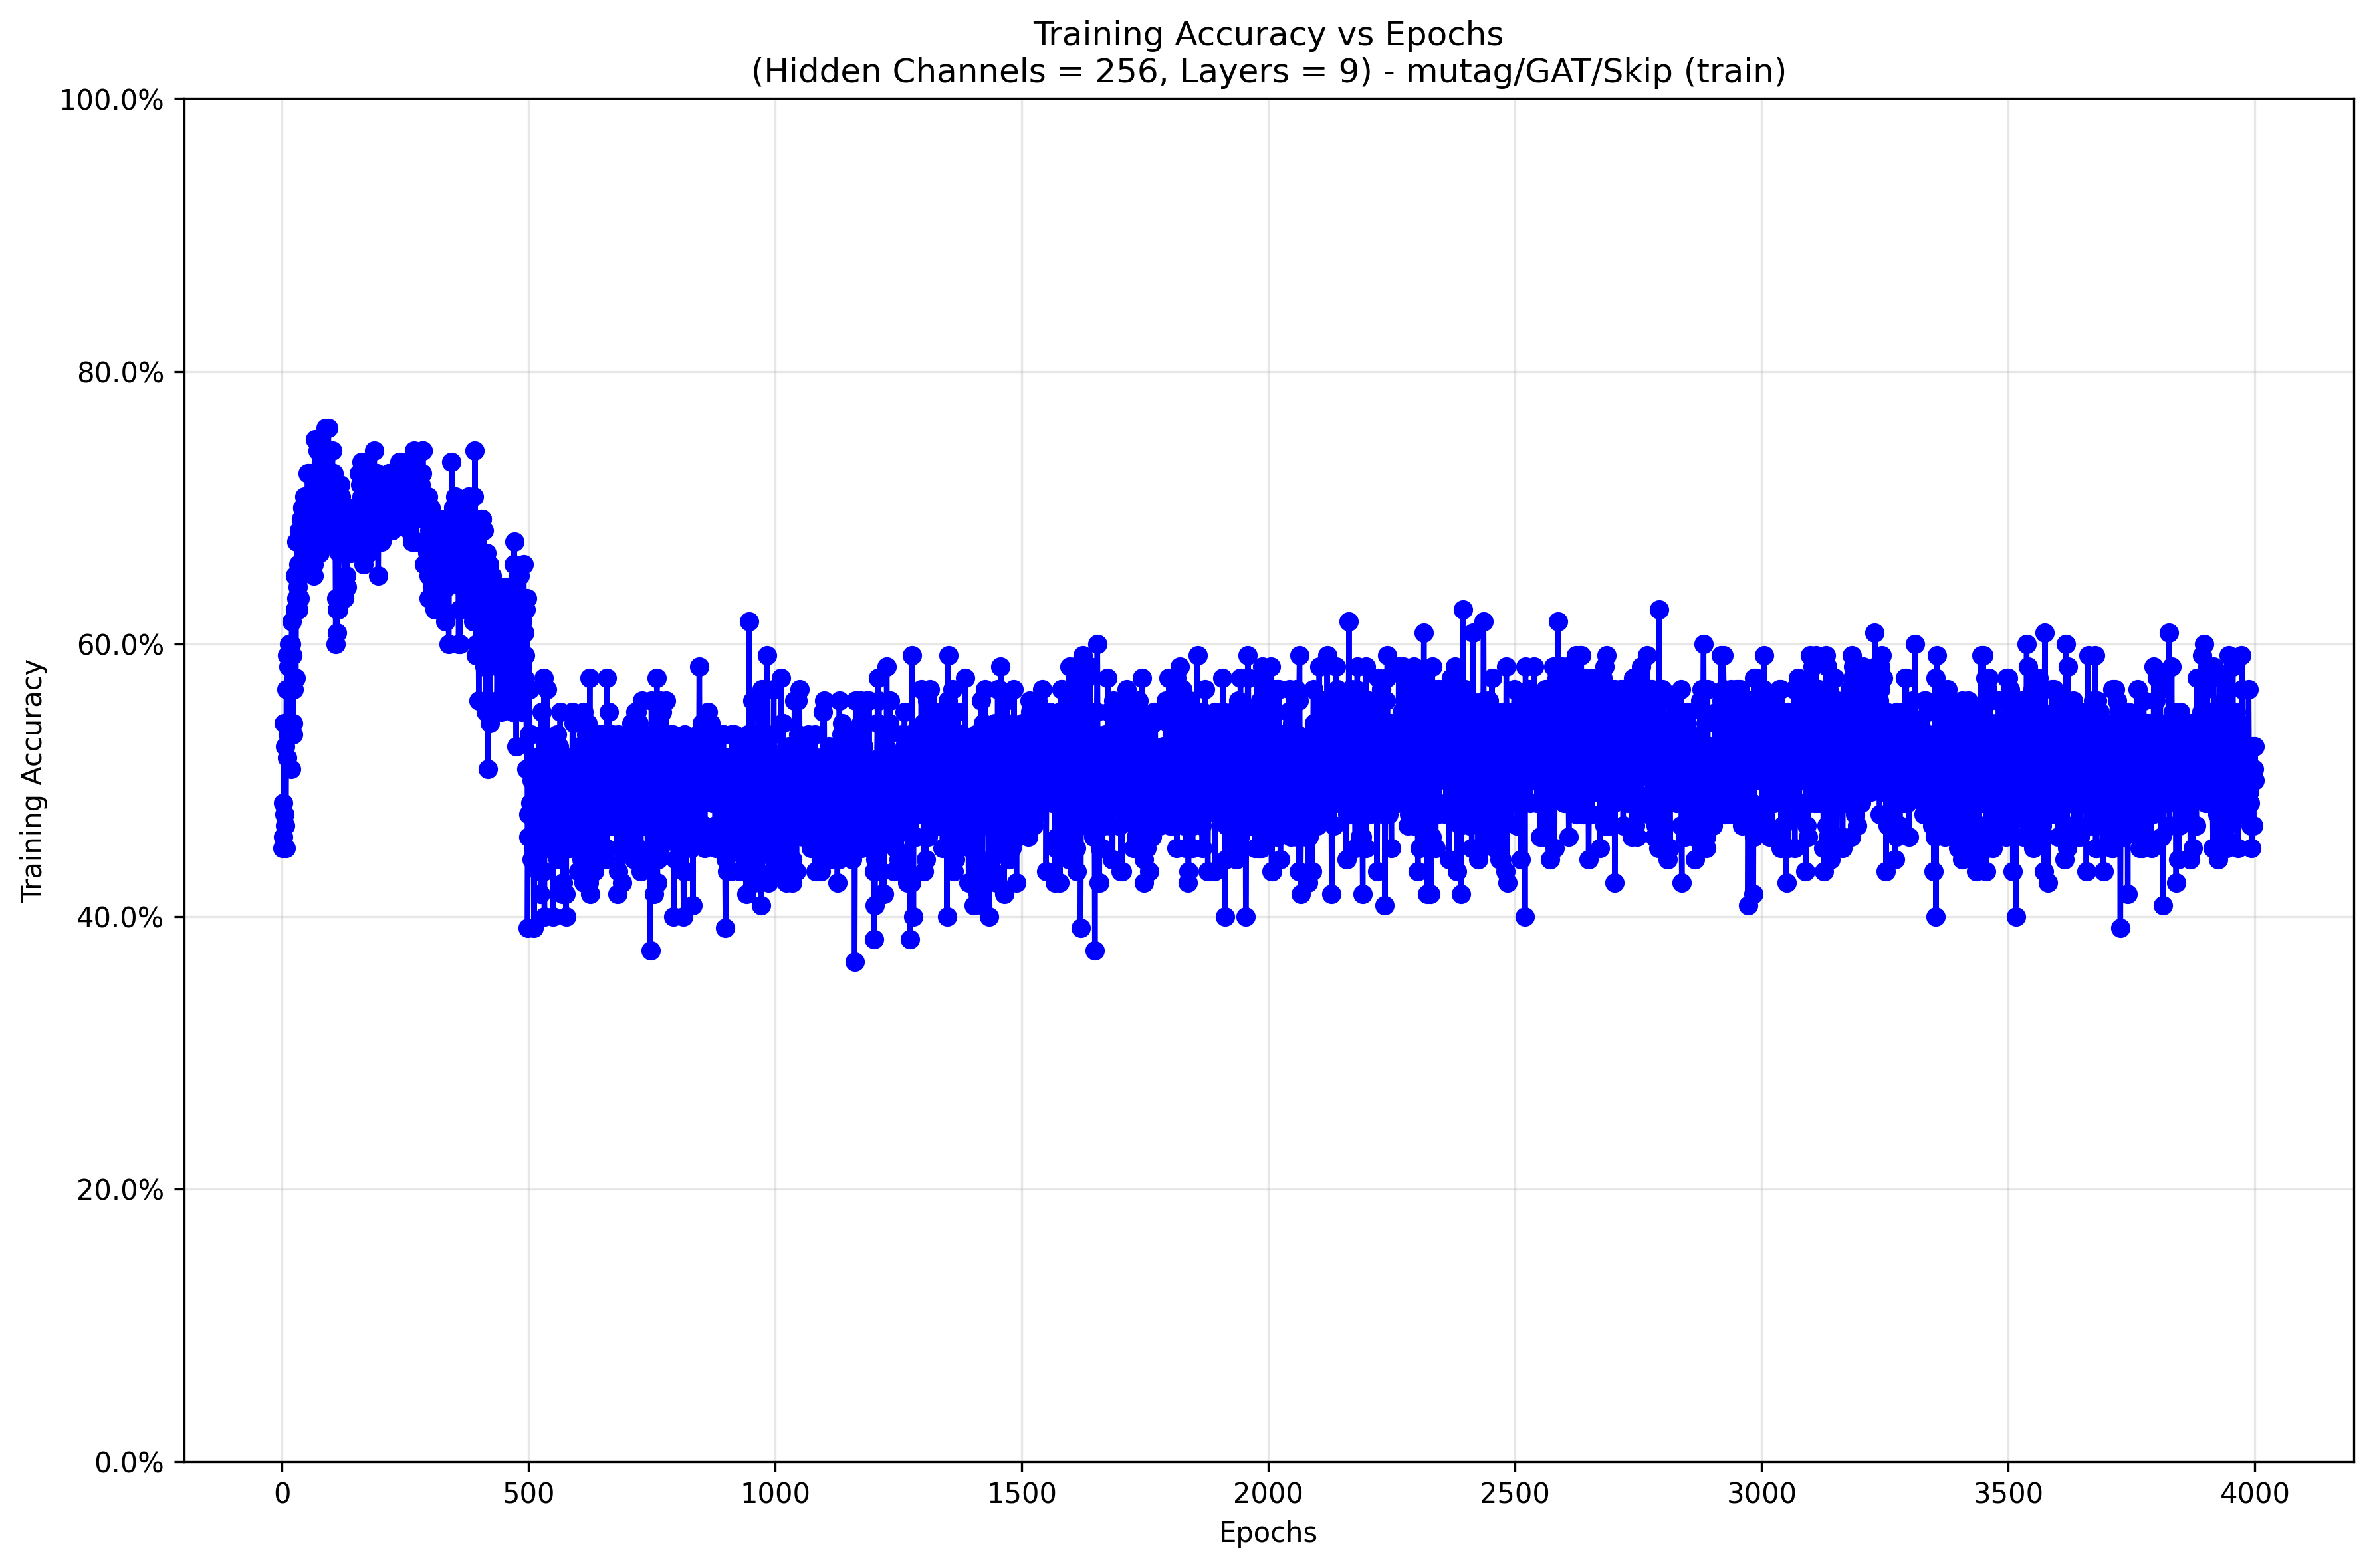 Training Accuracy vs Epochs
(Hidden Channels = 256, Layers = 9) - mutag/GAT/Skip (train)
100.0%
80.0%
60.0%
40.0%
20.0%
0.0%
Training Accuracy
0 500 1000 1500 2000 2500 3000 3500 4000
Epochs